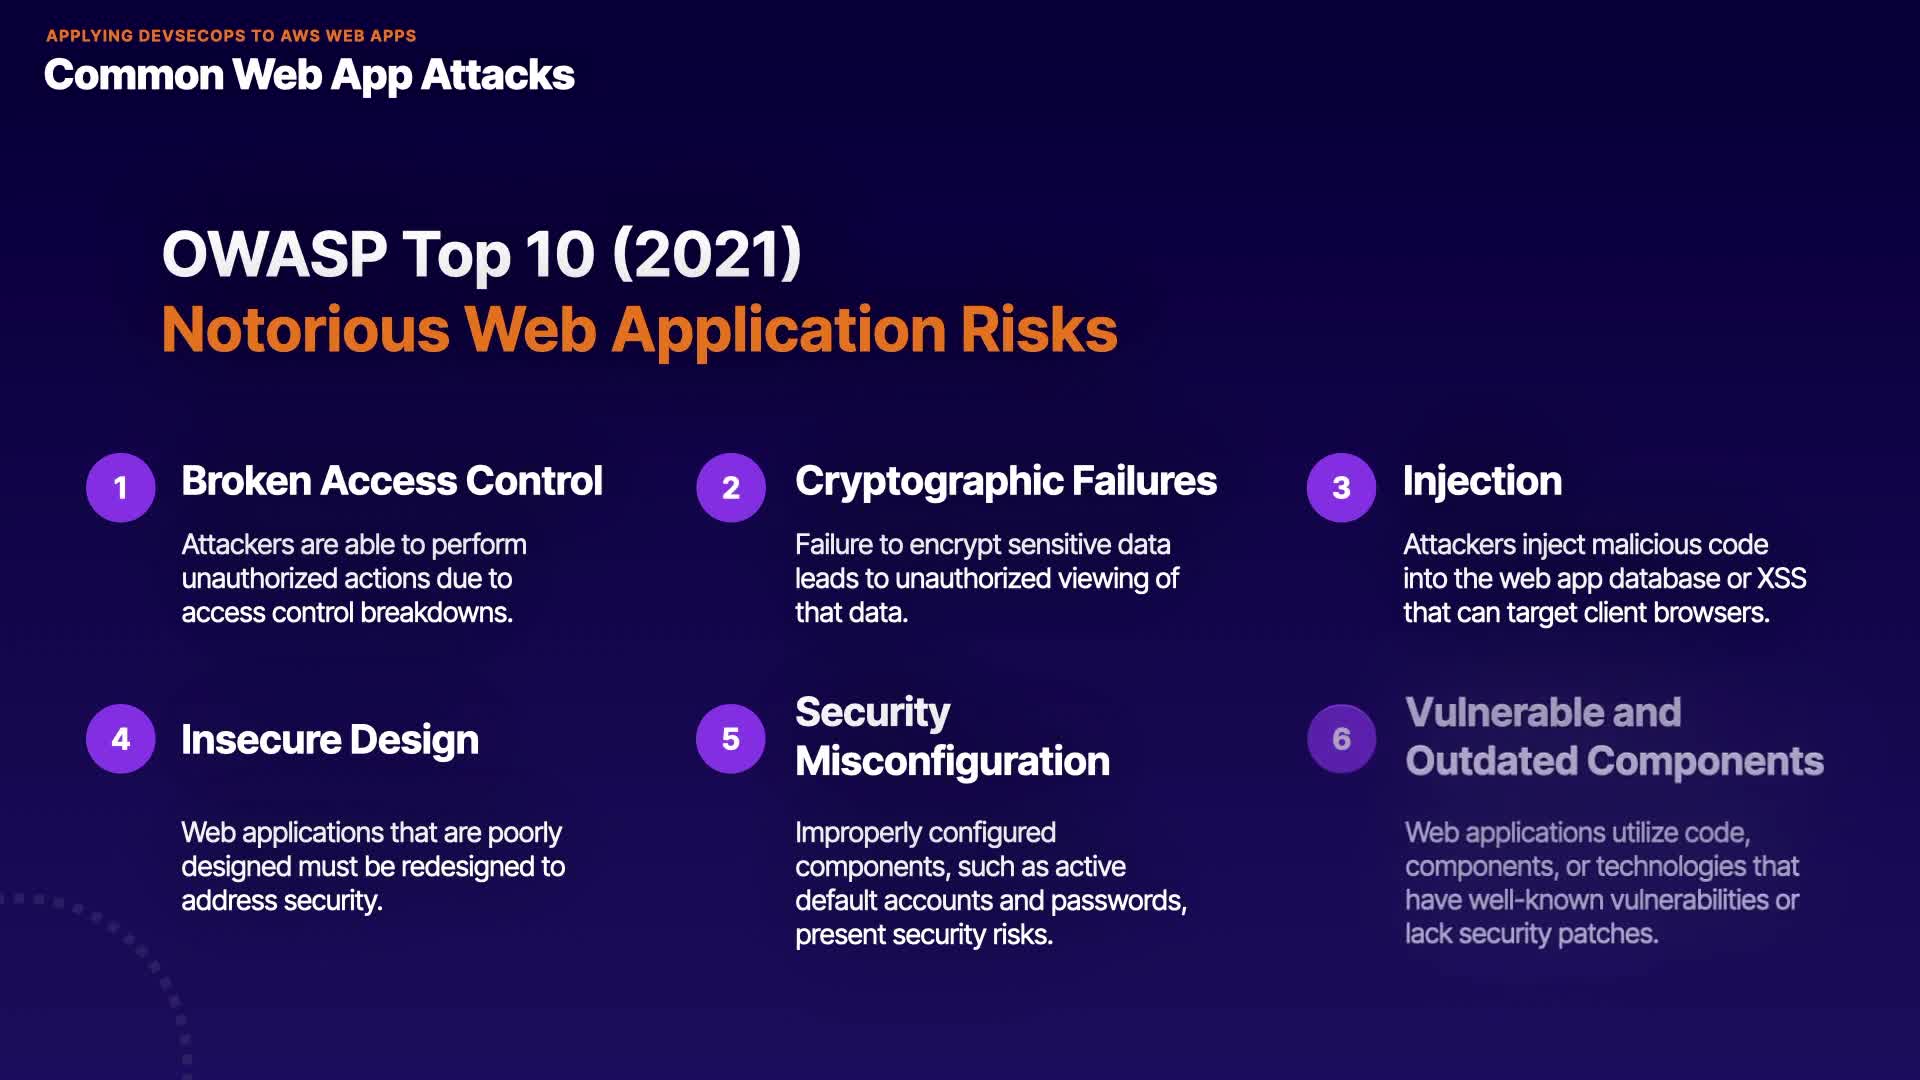 APPLYING DEVSECOPS TO AWS WEB APPS
Common Web App Attacks
OWASP Top 10 (2021)
Notorious Web Application Risks
1
Broken Access Control
Attackers are able to perform
unauthorized actions due to
access control breakdowns.
2
Cryptographic Failures
Failure to encrypt sensitive data
leads to unauthorized viewing of
that data.
3
Injection
Attackers inject malicious code
into the web app database or XSS
that can target client browsers.
4
Insecure Design
Web applications that are poorly
designed must be redesigned to
address security.
5
Security
Misconfiguration
Improperly configured
components, such as active
default accounts and passwords,
present security risks.
6
Vulnerable and
Outdated Components
Web applications utilize code,
components, or technologies that
have well-known vulnerabilities or
lack security patches.